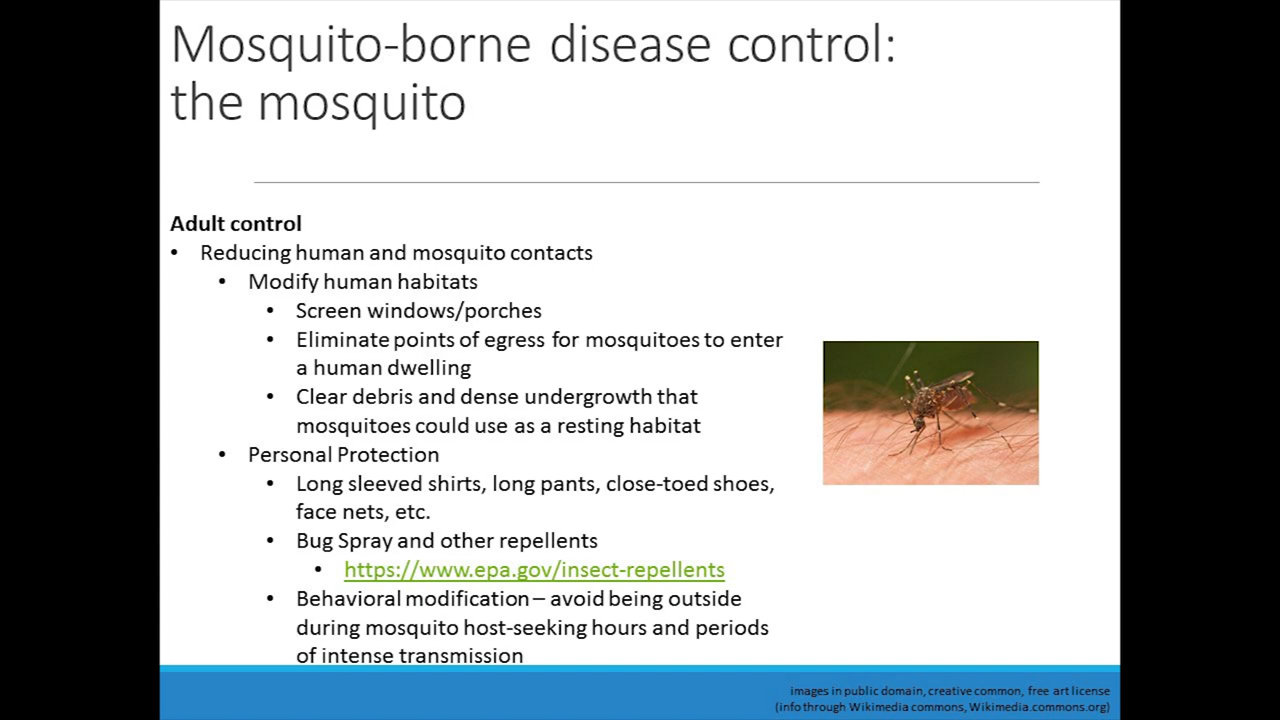 Mosquito-borne disease control:
the mosquito
Adult control
• Reducing human and mosquito contacts
• Modify human habitats
• Screen windows/porches
• Eliminate points of egress for mosquitoes to enter
a human dwelling
• Clear debris and dense undergrowth that
mosquitoes could use as a resting habitat
• Personal Protection
• Long sleeved shirts, long pants, close-toed shoes,
face nets, etc.
• Bug Spray and other repellents
• https://www.epa.gov/insect-repellents
• Behavioral modification – avoid being outside
during mosquito host-seeking hours and periods
of intense transmission
images in public domain, creative common, free art license
(info through Wikimedia commons, Wikimedia.commons.org)